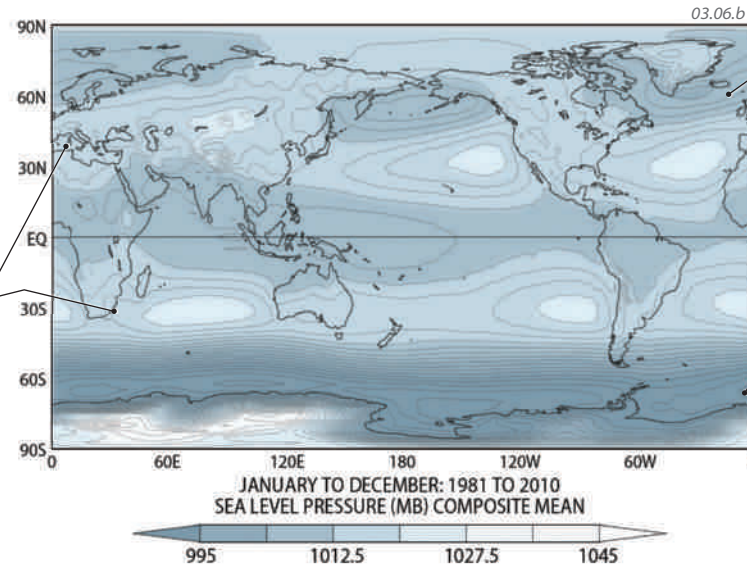 03.06.b
90N
60N
30N
EQ
30S
60S
90S
0 60E 120E 180 120W 60W
JANUARY TO DECEMBER: 1981 TO 2010
SEA LEVEL PRESSURE (MB) COMPOSITE MEAN
995 1012.5 1027.5 1045